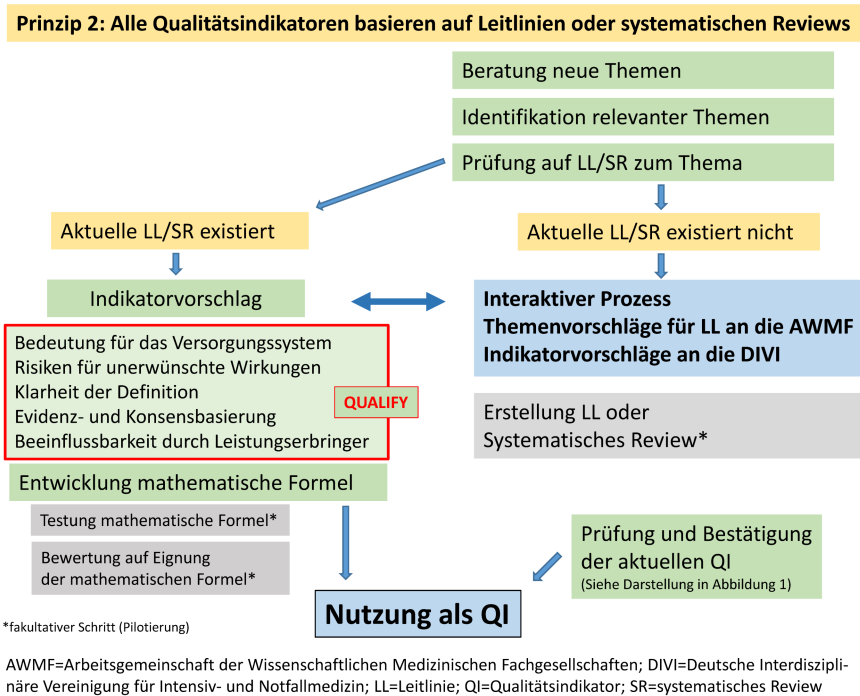 Prinzip 2: Alle Qualitätsindikatoren basieren auf Leitlinien oder systematischen Reviews
Beratung neue Themen
Identifikation relevanter Themen
Prüfung auf LL/SR zum Thema
Aktuelle LL/SR existiert
Aktuelle LL/SR existiert nicht
Indikatorvorschlag
Interaktiver Prozess
Themenvorschläge für LL an die AWMF
Indikatorvorschläge an die DIVI
Bedeutung für das Versorgungssystem
Risiken für unerwünschte Wirkungen
Klarheit der Definition
Evidenz- und Konsensbasierung
Beeinflussbarkeit durch Leistungserbringer
QUALIFY
Erstellung LL oder
Systematisches Review*
Entwicklung mathematische Formel
Testung mathematische Formel*
Bewertung auf Eignung
der mathematischen Formel*
Prüfung und Bestätigung
der aktuellen QI
(Siehe Darstellung in Abbildung 1)
Nutzung als QI
*fakultativer Schritt (Pilotierung)
AWMF=Arbeitsgemeinschaft der Wissenschaftlichen Medizinischen Fachgesellschaften; DIVI=Deutsche Interdiszipli-
näre Vereinigung für Intensiv- und Notfallmedizin; LL=Leitlinie; QI=Qualitätsindikator; SR=systematisches Review